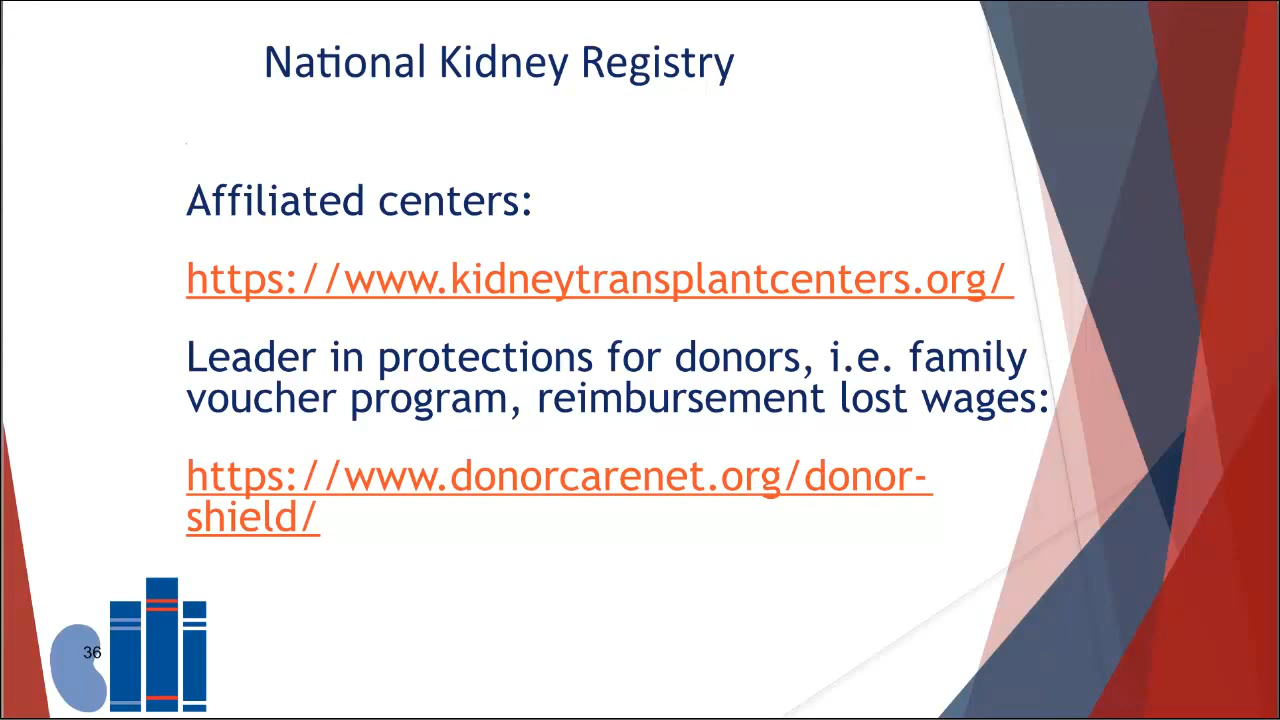 National Kidney Registry
Affiliated centers:
https://www.kidneytransplantcenters.org/
Leader in protections for donors, i.e. family
voucher program, reimbursement lost wages:
https://www.donorcarenet.org/donor-
shield/
36